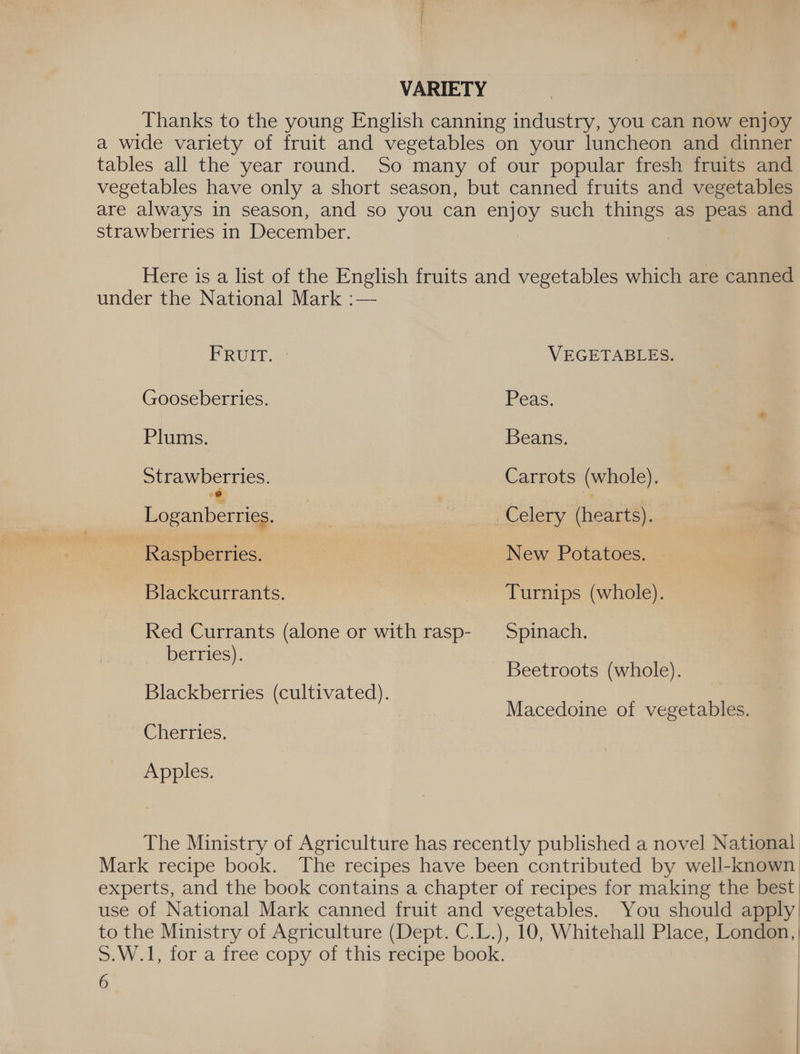 VARIETY
Thanks to the young English canning industry, you can now enjoy
a wide variety of fruit and vegetables on your luncheon and dinner
tables all the year round. So many of our popular fresh fruits and
vegetables have only a short season, but canned fruits and vegetables
are always in season, and so you can enjoy such things as peas and
strawberries in December.
Here is a list of the English fruits and vegetables which are canned
under the National Mark :—
FRUIT.
Gooseberries.
Plums.
Strawberries.
Loganberries.
Raspberries.
Blackcurrants.
Red Currants (alone or with rasp-
berries).
Blackberries (cultivated).
Cherries.
Apples.
VEGETABLES.
Peas.
Beans.
Carrots (whole).
Celery (hearts).
New Potatoes.
Turnips (whole).
Spinach.
Beetroots (whole).
Macedoine of vegetables.
The Ministry of Agriculture has recently published a novel National
Mark recipe book. The recipes have been contributed by well-known
experts, and the book contains a chapter of recipes for making the best
use of National Mark canned fruit and vegetables. You should apply
to the Ministry of Agriculture (Dept. C.L.), 10, Whitehall Place, London,
S.W.1, for a free copy of this recipe book.
6